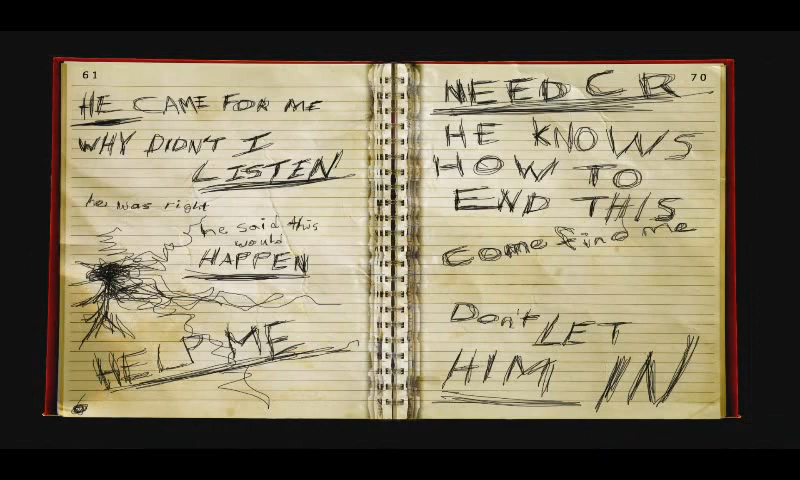 61
HE CAME FOR ME
WHY DIDN'T I
LISTEN
he was right
he said this
would
HAPPEN
HELP ME
70
NEED CR
HE KNOWS
HOW TO
END THIS
come find me
Don't LET
HIM IN